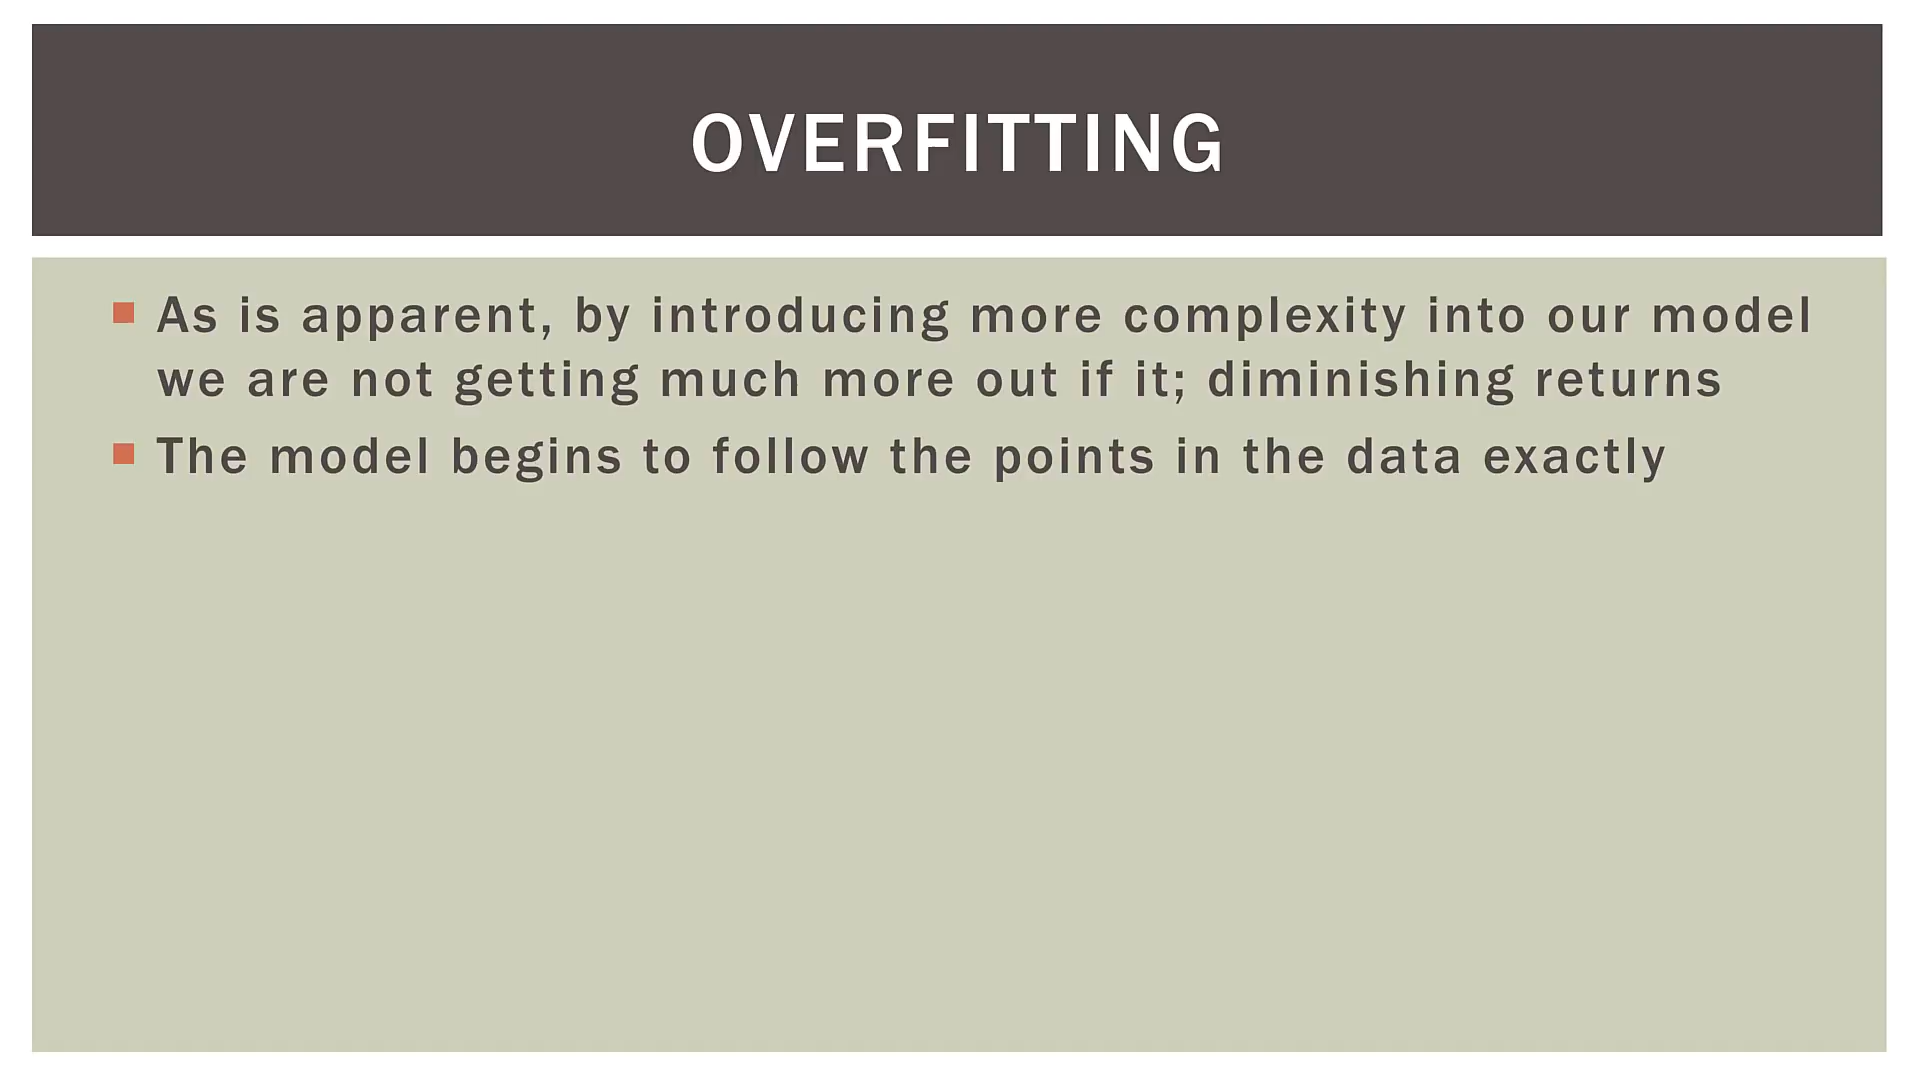 OVERFITTING
As is apparent, by introducing more complexity into our model
we are not getting much more out if it; diminishing returns
The model begins to follow the points in the data exactly